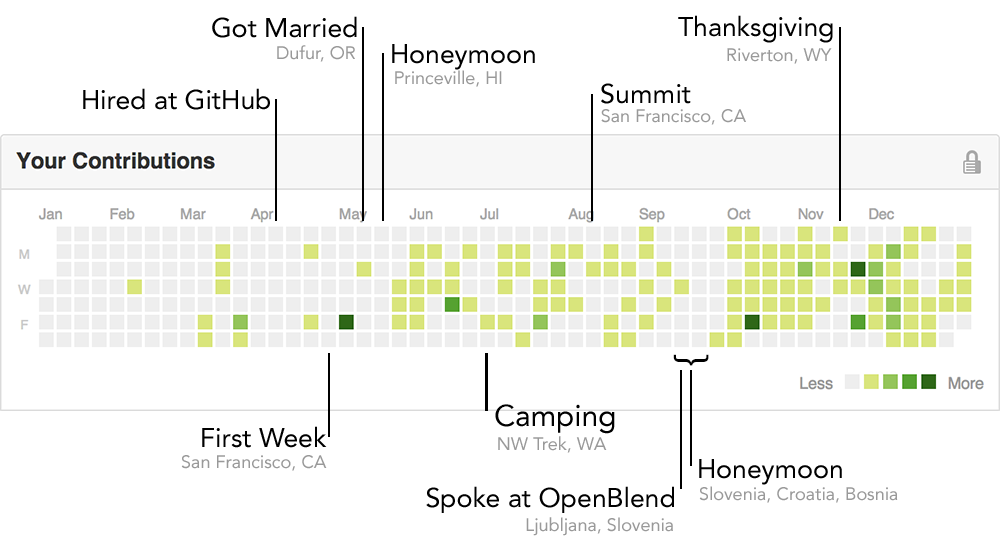 Got Married
Dufur, OR
Thanksgiving
Riverton, WY
Honeymoon
Princeville, HI
Hired at GitHub
Summit
San Francisco, CA
Your Contributions
Jan Feb Mar Apr May Jun Jul Aug Sep Oct Nov Dec
M
W
F
Less More
First Week
San Francisco, CA
Camping
NW Trek, WA
Honeymoon
Slovenia, Croatia, Bosnia
Spoke at OpenBlend
Ljubljana, Slovenia